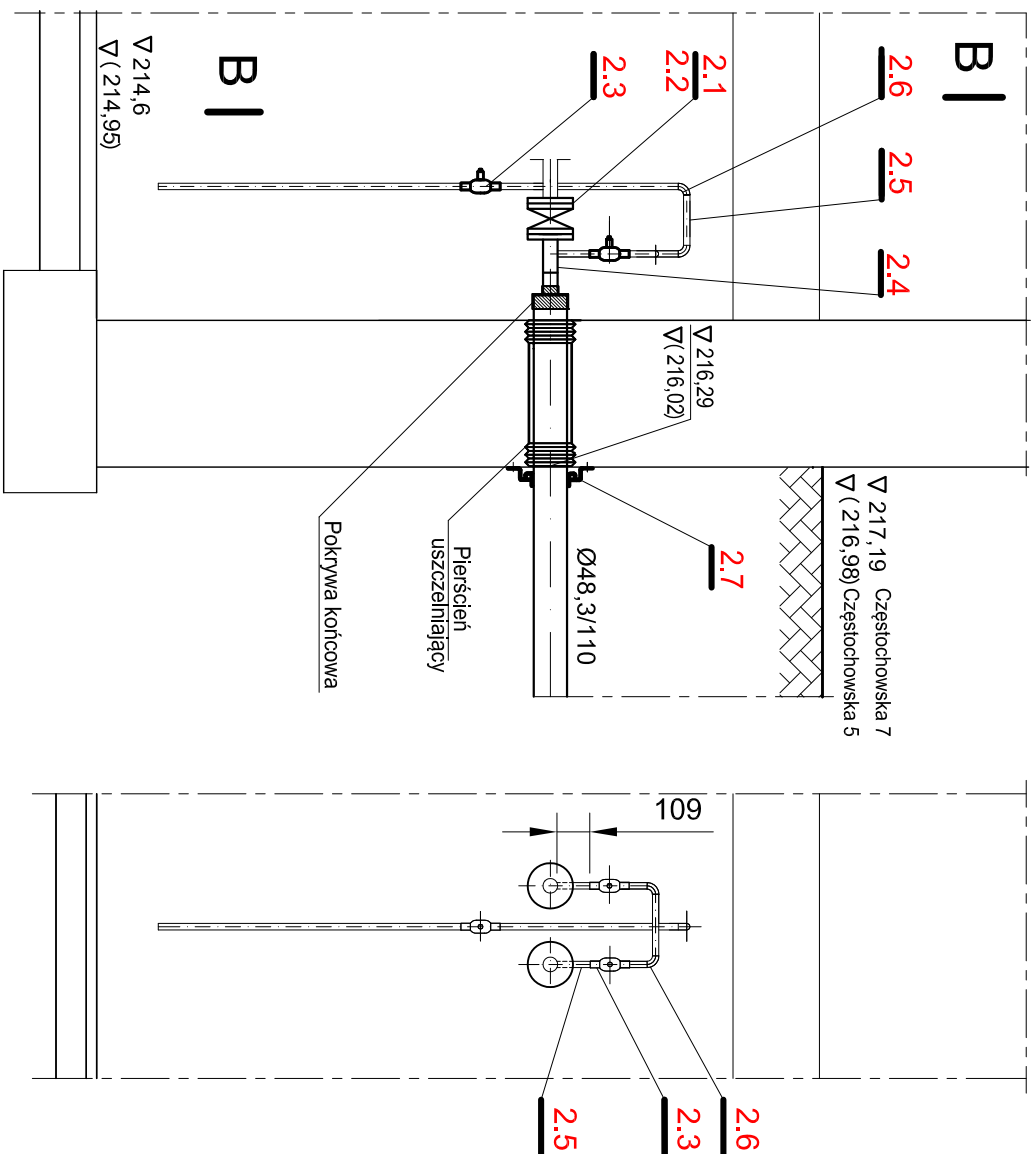 B
2.6
2.5
2.4
2.1
2.2
2.3
B
∇ 214,6
∇ ( 214,95)
∇ 216,29
∇( 216,02)
∇ 217,19 Częstochowska 7
∇ ( 216,98) Częstochowska 5
2.7
Ø48,3/110
Pierścień
uszczelniający
Pokrywa końcowa
109
2.6
2.3
2.5